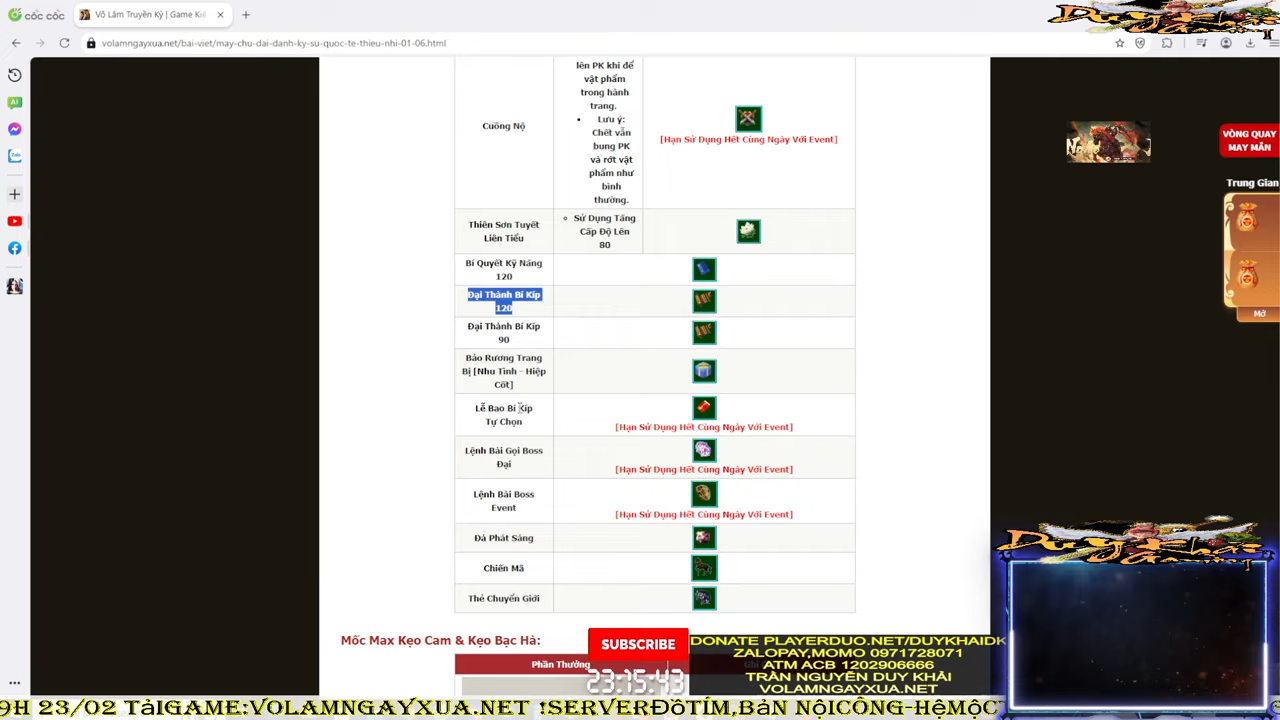 cốc cốc
Võ Lâm Truyền Kỳ | Game Kiế
volamngayxua.net/bai-viet/may-chu-dai-danh-ky-su-quoc-te-thieu-nhi-01-06.html
lên PK khi để
vật phẩm
trong hành
trang.
Lưu ý:
Chết vẫn
bung PK
và rớt vật
phẩm như
bình
thường.
Cuồng Nộ
[Hạn Sử Dụng Hết Cùng Ngày Với Event]
Thiên Sơn Tuyết
Liên Tiểu
Sử Dụng Tăng
Cấp Độ Lên
80
Bí Quyết Kỹ Năng
120
Đại Thành Bí Kíp
120
Đại Thành Bí Kíp
90
Bảo Rương Trang
Bị [Nhu Tình - Hiệp
Cốt]
Lễ Bao Bí Kíp
Tự Chọn
[Hạn Sử Dụng Hết Cùng Ngày Với Event]
Lệnh Bài Gọi Boss
Đại
[Hạn Sử Dụng Hết Cùng Ngày Với Event]
Lệnh Bài Boss
Event
[Hạn Sử Dụng Hết Cùng Ngày Với Event]
Đá Phát Sáng
Chiến Mã
Thẻ Chuyển Giới
Mốc Max Kẹo Cam & Kẹo Bạc Hà:
Phần Thưởng
VÒNG QUAY
MAY MẮN
Trung Gian
Mở
Duy Khải
GAMING
SUBSCRIBE
23:15:43
DONATE PLAYERDUO.NET/DUYKHAIDK
ZALOPAY,MOMO 0971728071
ATM ACB 1202906666
TRẦN NGUYỄN DUY KHẢI
VOLAMNGAYXUA.NET
9H 23/02 TảiGAME:VOLAMNGAYXUA.NET !SERVERĐỏTÍM,BảN NộICÔNG-HệMộC